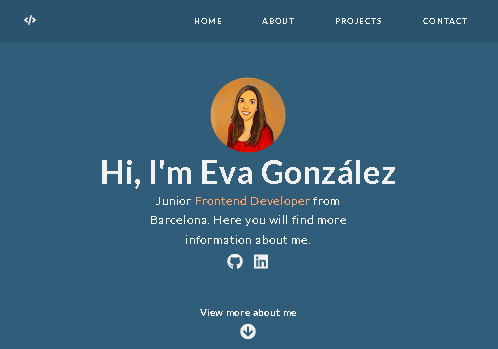 HOME ABOUT PROJECTS CONTACT
Hi, I'm Eva González
Junior Frontend Developer from
Barcelona. Here you will find more
information about me.
in
View more about me